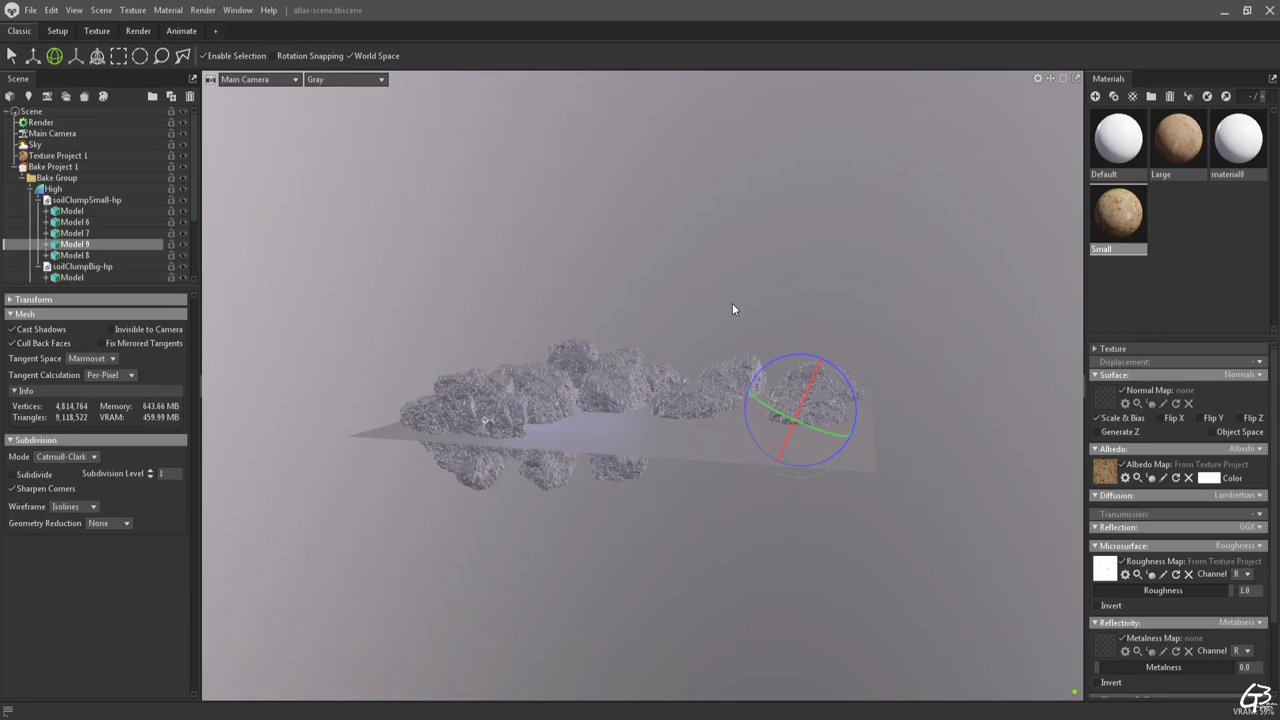 File Edit View Scene Texture Material Render Window Help atlas-scene.tbscene
Classic Setup Texture Render Animate +
Enable Selection Rotation Snapping World Space
Scene
Main Camera Gray
Materials
Scene
Render
Main Camera
Sky
Texture Project 1
Bake Project 1
Bake Group
High
soilClumpSmall-hp
Model
Model 6
Model 7
Model 9
Model 8
soilClumpBig-hp
Model
Transform
Mesh
Cast Shadows Invisible to Camera
Cull Back Faces Fix Mirrored Tangents
Tangent Space Marmoset
Tangent Calculation Per-Pixel
Info
Vertices: 4,814,764 Memory: 643.66 MB
Triangles: 9,118,522 VRAM: 459.99 MB
Subdivision
Mode Catmull-Clark
Subdivide Subdivision Level 1
Sharpen Corners
Wireframe Isolines
Geometry Reduction None
- /
Default Large material0
Small
Texture
Displacement: -
Surface: Normals
Normal Map: none
Scale & Bias Flip X Flip Y Flip Z
Generate Z Object Space
Albedo: Albedo
Albedo Map: From Texture Project
Color
Diffusion: Lambertian
Transmission: -
Reflection: GGX
Microsurface: Roughness
Roughness Map: From Texture Project
Channel R
Roughness 1.0
Invert
Reflectivity: Metalness
Metalness Map: none
Channel R
Metalness 0.0
Invert
VRAM: 59%